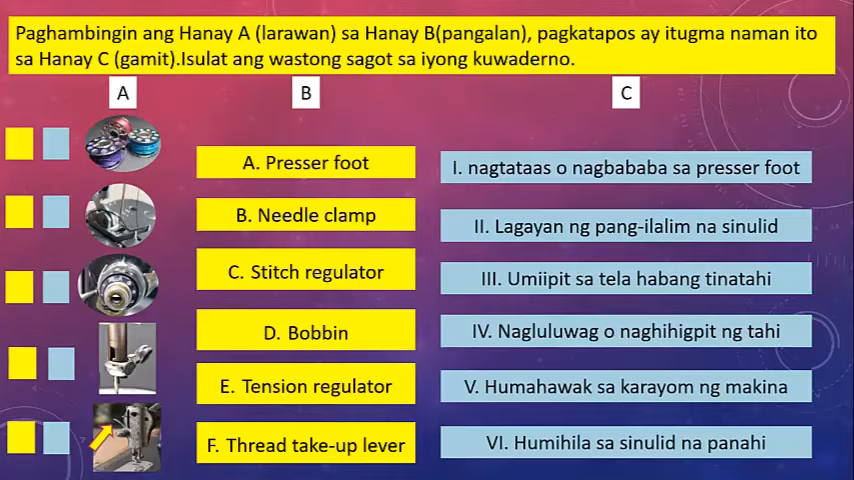 Paghambingin ang Hanay A (larawan) sa Hanay B(pangalan), pagkatapos ay itugma naman ito
sa Hanay C (gamit).Isulat ang wastong sagot sa iyong kuwaderno.
A
B
C
A. Presser foot
B. Needle clamp
C. Stitch regulator
D. Bobbin
E. Tension regulator
F. Thread take-up lever
I. nagtataas o nagbababa sa presser foot
II. Lagayan ng pang-ilalim na sinulid
III. Umiipit sa tela habang tinatahi
IV. Nagluluwag o naghihigpit ng tahi
V. Humahawak sa karayom ng makina
VI. Humihila sa sinulid na panahi